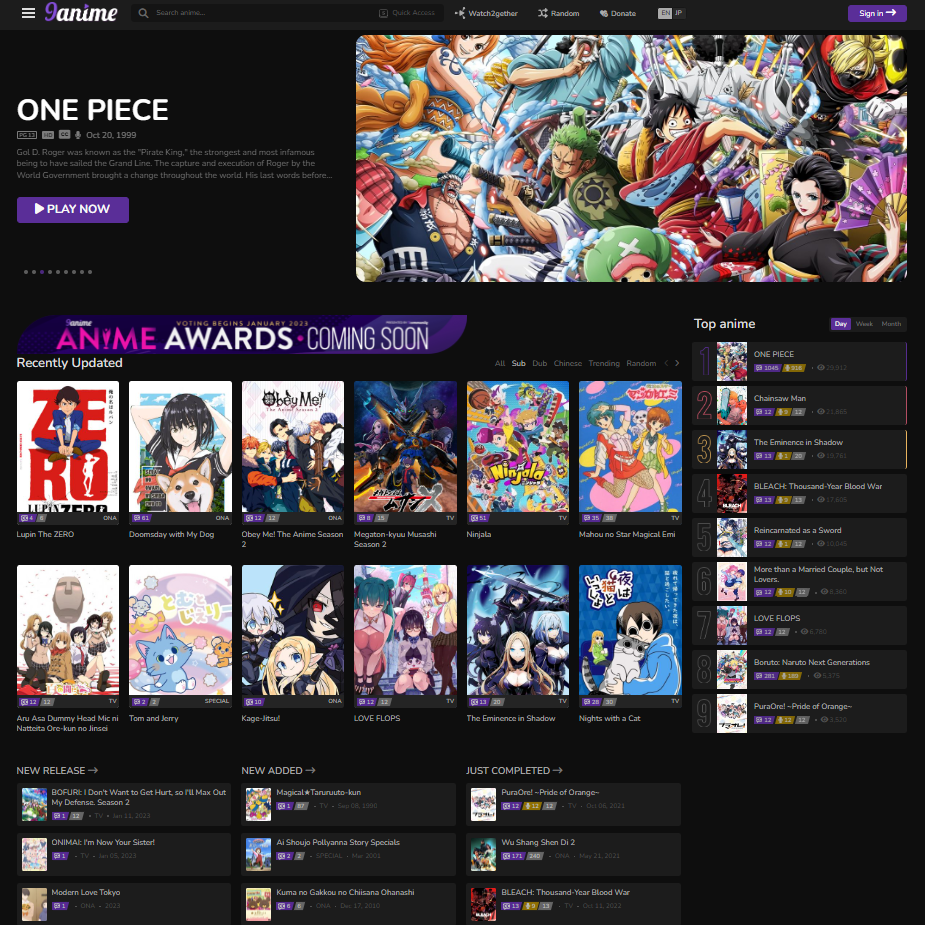 9anime
Search anime...
Quick Access
Watch2gether
Random
Donate
EN JP
Sign in
ONE PIECE
PG 13 HD CC Oct 20, 1999
Gol D. Roger was known as the "Pirate King," the strongest and most infamous
being to have sailed the Grand Line. The capture and execution of Roger by the
World Government brought a change throughout the world. His last words before...
PLAY NOW
9anime
VOTING BEGINS JANUARY 2023
ANIME AWARDS • COMING SOON
Recently Updated
All Sub Dub Chinese Trending Random
4 6 ONA
Lupin The ZERO
61 ONA
Doomsday with My Dog
12 12 ONA
Obey Me! The Anime Season
2
8 15 TV
Megaton-kyuu Musashi
Season 2
51 TV
Ninjala
35 38 TV
Mahou no Star Magical Emi
12 12 TV
Aru Asa Dummy Head Mic ni
Natteita Ore-kun no Jinsei
2 2 SPECIAL
Tom and Jerry
10 ONA
Kage-Jitsu!
12 12 TV
LOVE FLOPS
13 20 TV
The Eminence in Shadow
28 30 TV
Nights with a Cat
Top anime
Day Week Month
1
ONE PIECE
1045 916 • 29,812
2
Chainsaw Man
12 9 12
3
The Eminence in Shadow
13 1 20
4
BLEACH: Thousand-Year Blood War
13 9 13
5
Reincarnated as a Sword
12 1 12
6
More than a Married Couple, but Not
Lovers.
12 10 12
7
LOVE FLOPS
12 12 • 6,780
8
Boruto: Naruto Next Generations
281 • 5,375
9
PuraOre! ~Pride of Orange~
12 12 12 • 3,520
NEW RELEASE
BOFURI: I Don't Want to Get Hurt, so I'll Max Out
My Defense. Season 2
1 12 • TV • Jan 11, 2023
ONIMAI: I'm Now Your Sister!
1 • TV • Jan 05, 2023
Modern Love Tokyo
1 • ONA • 2023
NEW ADDED
Magical★Taruruuto-kun
1 87 • TV • Sep 08, 1990
Ai Shoujo Pollyanna Story Specials
2 2 • SPECIAL • Mar 2001
Kuma no Gakkou no Chiisana Ohanashi
6 6 • ONA • Dec 17, 2010
JUST COMPLETED
PuraOre! ~Pride of Orange~
12 12 12 • TV • Oct 06, 2021
Wu Shang Shen Di 2
171 240 • ONA • May 21, 2021
BLEACH: Thousand-Year Blood War
13 9 13 • TV • Oct 11, 2022